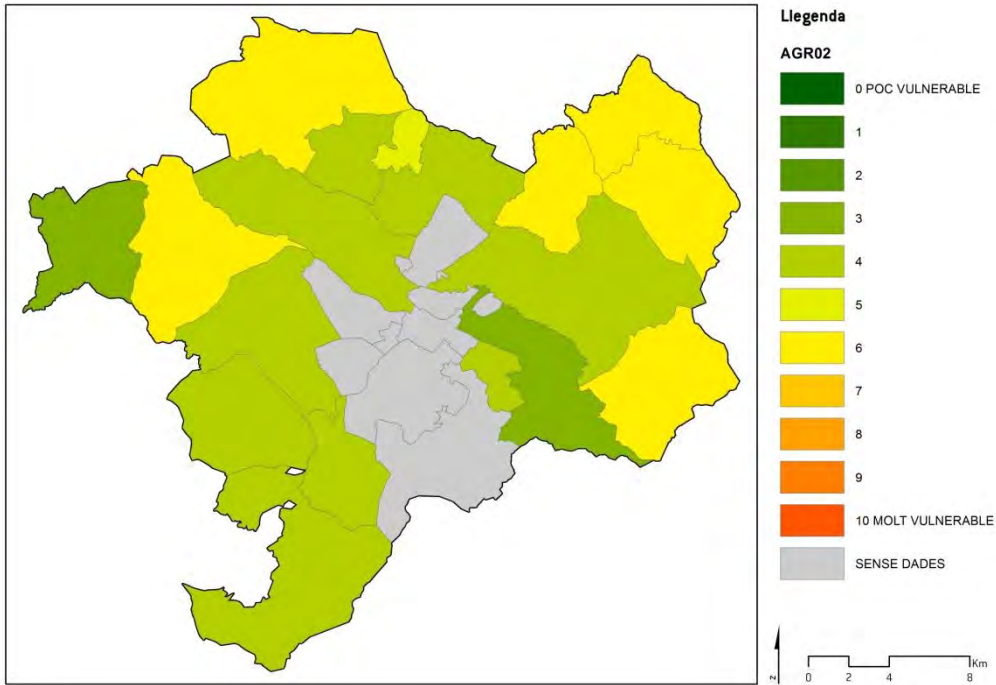 Llegenda
AGR02
0 POC VULNERABLE
1
2
3
4
5
6
7
8
9
10 MOLT VULNERABLE
SENSE DADES
N
Km
0 2 4 8